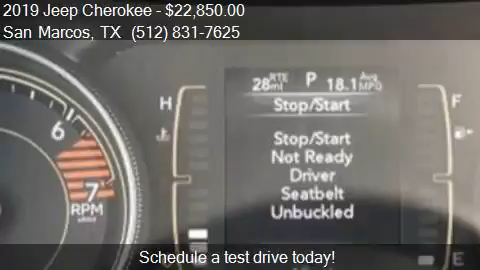 2019 Jeep Cherokee - $22,850.00
San Marcos, TX (512) 831-7625
28 RTE mi P 18.1 Avg MPG
Stop/Start
H F
6
Stop/Start
Not Ready
Driver
Seatbelt
Unbuckled
7
RPM
E
Schedule a test drive today!